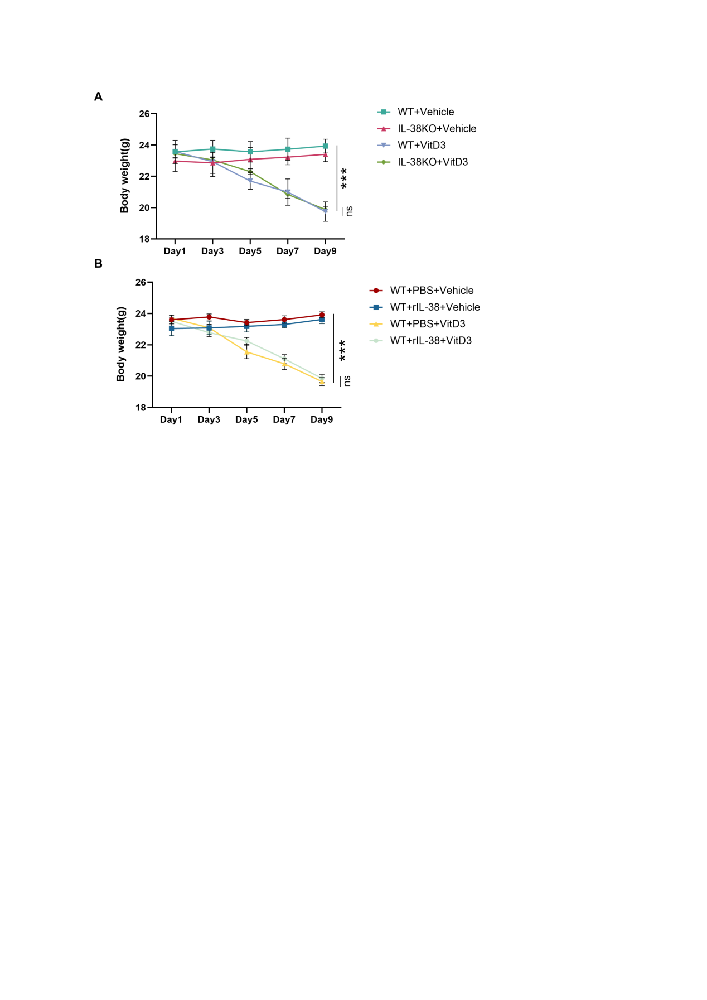 A
Body weight(g)
26
24
22
20
18
Day1 Day3 Day5 Day7 Day9
***
ns
WT+Vehicle
IL-38KO+Vehicle
WT+VitD3
IL-38KO+VitD3
B
Body weight(g)
26
24
22
20
18
Day1 Day3 Day5 Day7 Day9
***
ns
WT+PBS+Vehicle
WT+rIL-38+Vehicle
WT+PBS+VitD3
WT+rIL-38+VitD3